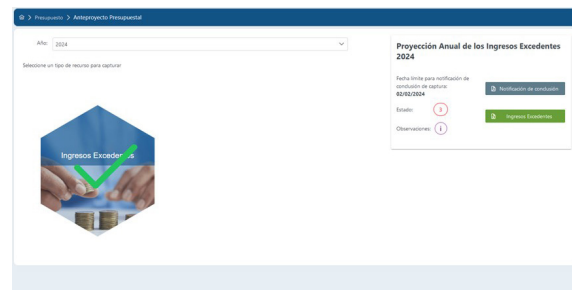 Presupuesto > Anteproyecto Presupuestal
Año: 2024
Seleccione un tipo de recurso para capturar
Ingresos Excedentes
Proyección Anual de los Ingresos Excedentes
2024
Fecha límite para notificación de
conclusión de captura:
02/02/2024
Notificación de conclusión
Estado: 3
Ingresos Excedentes
Observaciones: i